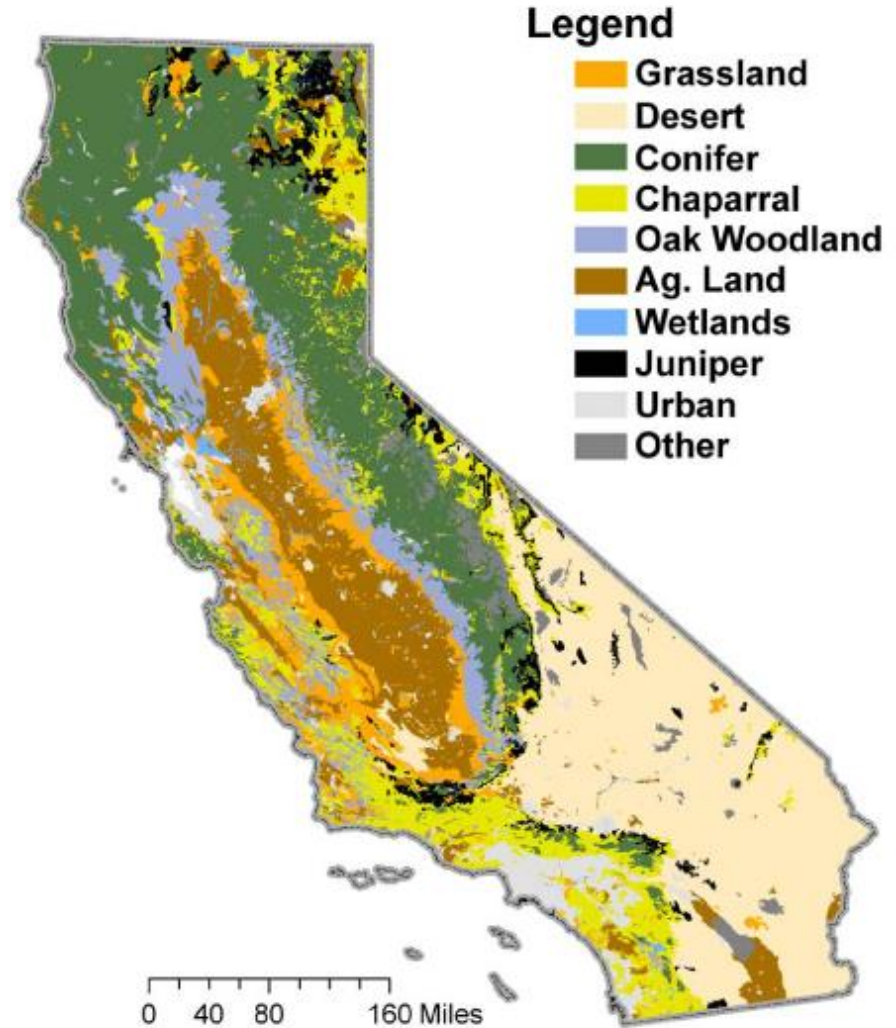 Legend
Grassland
Desert
Conifer
Chaparral
Oak Woodland
Ag. Land
Wetlands
Juniper
Urban
Other
0 40 80 160 Miles